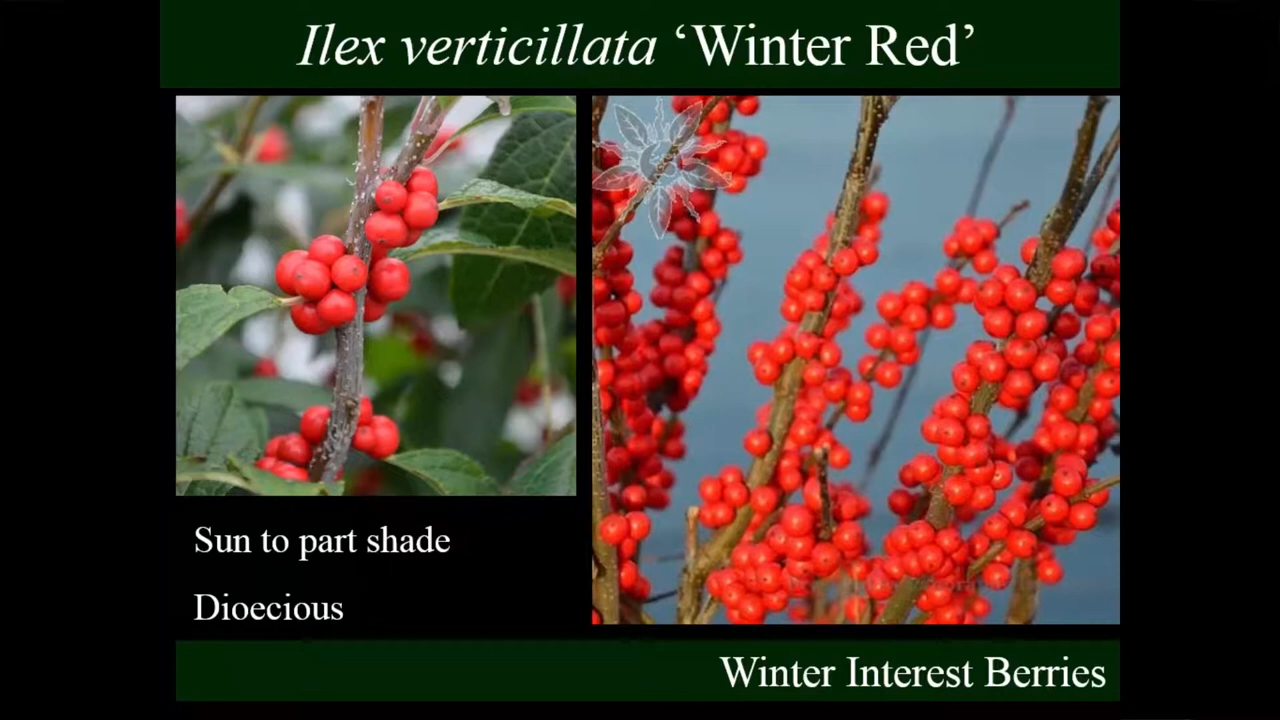 Ilex verticillata ‘Winter Red’
Sun to part shade
Dioecious
Winter Interest Berries